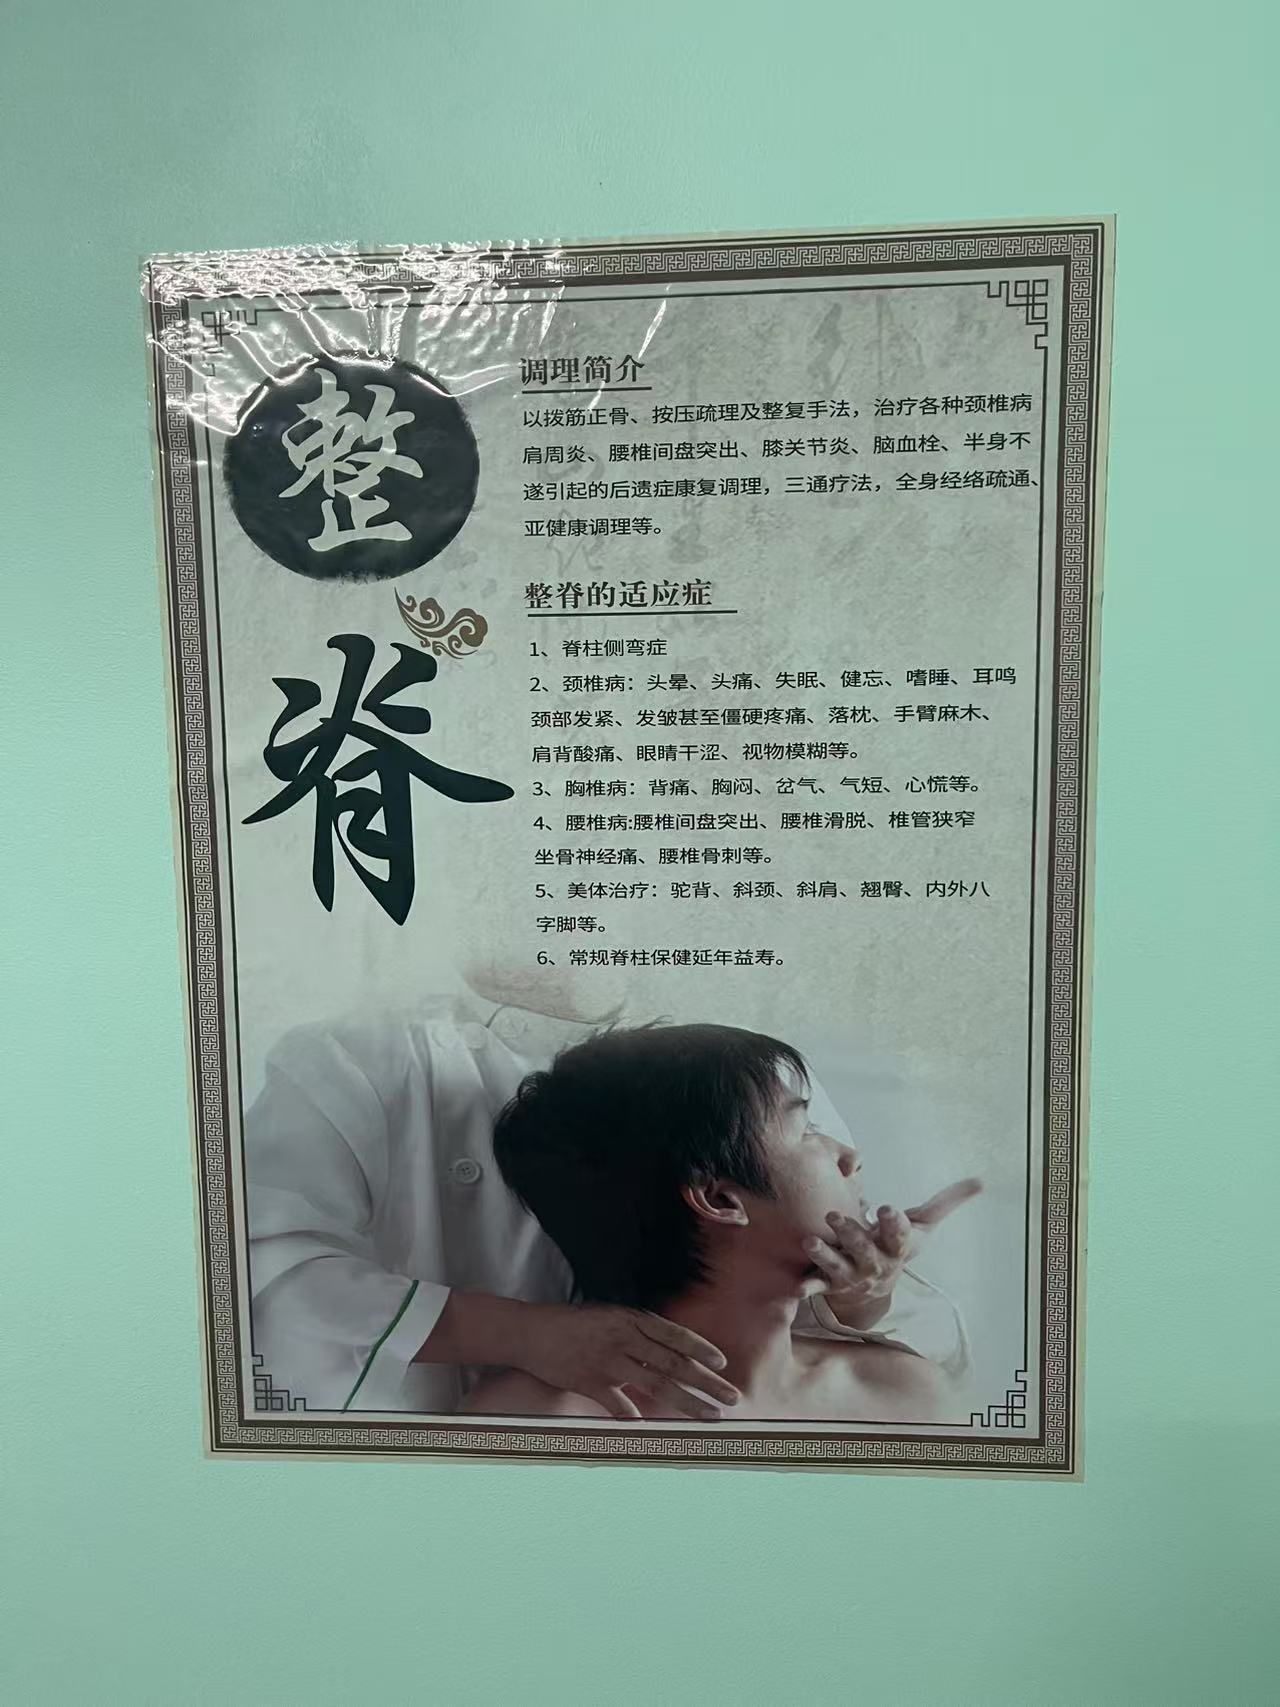 整脊
调理简介
以拨筋正骨、按压疏理及整复手法，治疗各种颈椎病
肩周炎、腰椎间盘突出、膝关节炎、脑血栓、半身不
遂引起的后遗症康复调理，三通疗法，全身经络疏通、
亚健康调理等。
整脊的适应症
1、脊柱侧弯症
2、颈椎病：头晕、头痛、失眠、健忘、嗜睡、耳鸣
颈部发紧、发皱甚至僵硬疼痛、落枕、手臂麻木、
肩背酸痛、眼睛干涩、视物模糊等。
3、胸椎病：背痛、胸闷、岔气、气短、心慌等。
4、腰椎病:腰椎间盘突出、腰椎滑脱、椎管狭窄
坐骨神经痛、腰椎骨刺等。
5、美体治疗：驼背、斜颈、斜肩、翘臀、内外八
字脚等。
6、常规脊柱保健延年益寿。